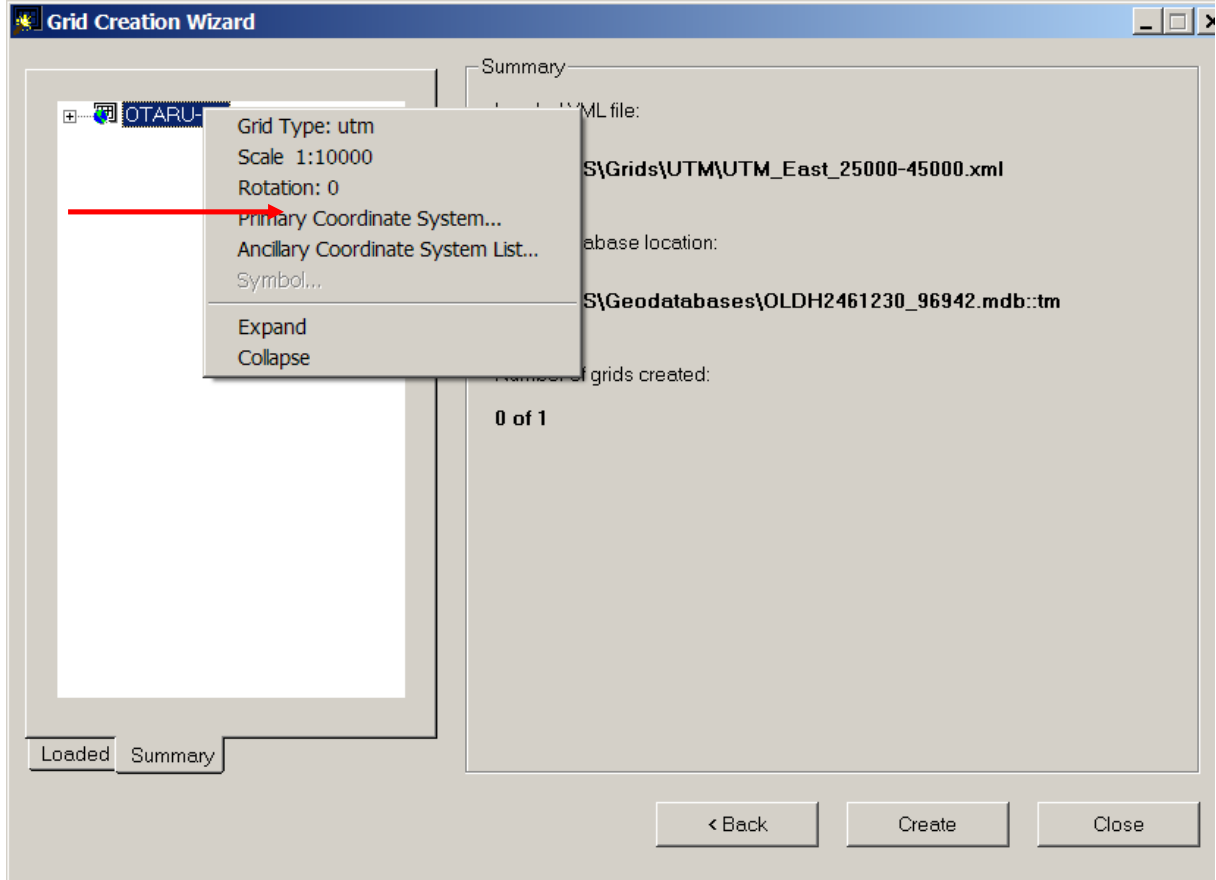 Grid Creation Wizard
OTARU-
Grid Type: utm
Scale 1:10000
Rotation: 0
Primary Coordinate System...
Ancillary Coordinate System List...
Symbol...
Expand
Collapse
Loaded
Summary
Summary
XML file:
S\Grids\UTM\UTM_East_25000-45000.xml
abase location:
S\Geodatabases\OLDH2461230_96942.mdb::tm
Number of grids created:
0 of 1
< Back
Create
Close